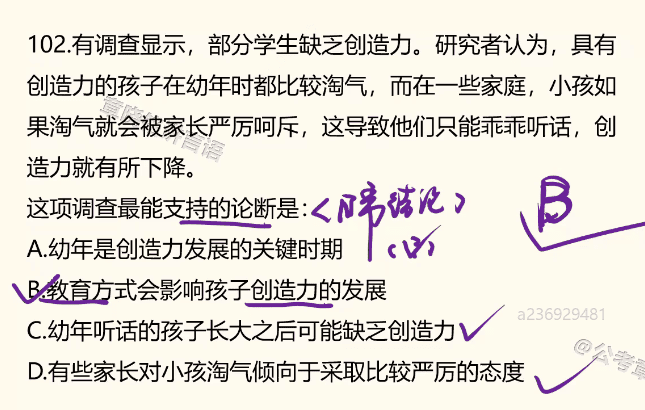 102.有调查显示，部分学生缺乏创造力。研究者认为，具有
创造力的孩子在幼年时都比较淘气，而在一些家庭，小孩如
果淘气就会被家长严厉呵斥，这导致他们只能乖乖听话，创
造力就有所下降。
这项调查最能支持的论断是：
B
A.幼年是创造力发展的关键时期
B.教育方式会影响孩子创造力的发展
a236929481
C.幼年听话的孩子长大之后可能缺乏创造力
@公考章
D.有些家长对小孩淘气倾向于采取比较严厉的态度